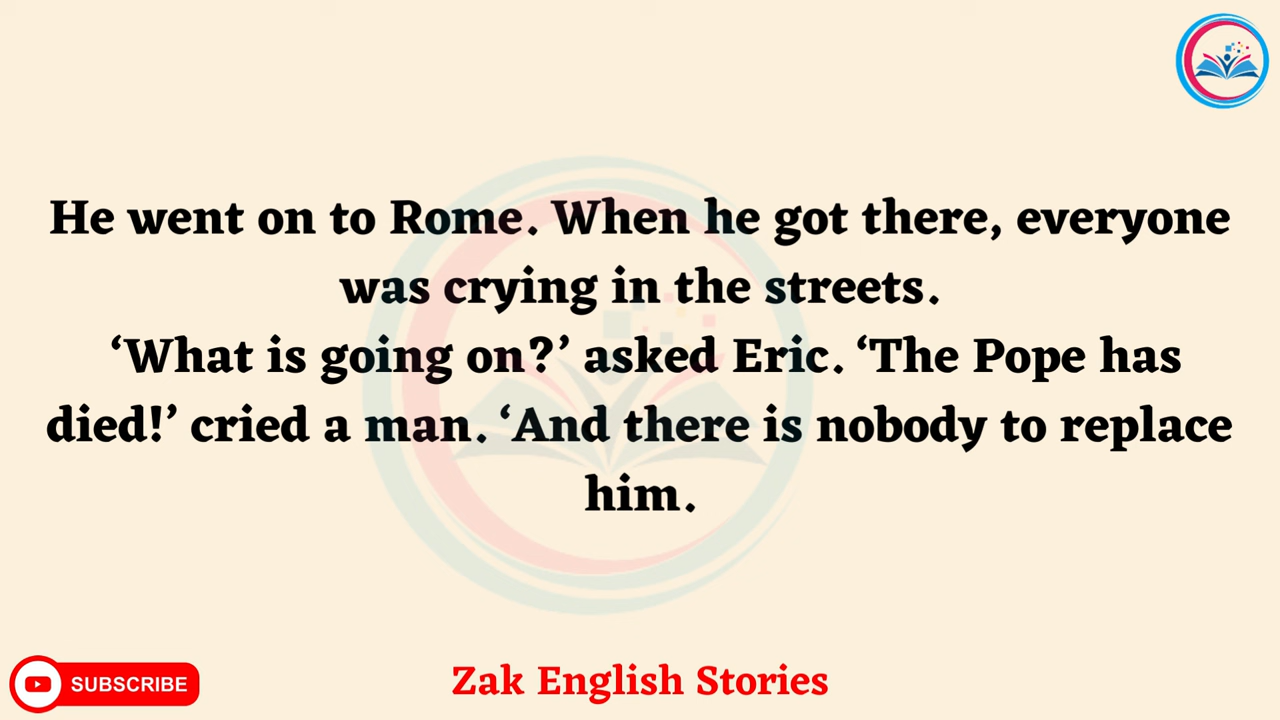 He went on to Rome. When he got there, everyone
was crying in the streets.
‘What is going on?’ asked Eric. ‘The Pope has
died!’ cried a man. ‘And there is nobody to replace
him.
SUBSCRIBE
Zak English Stories